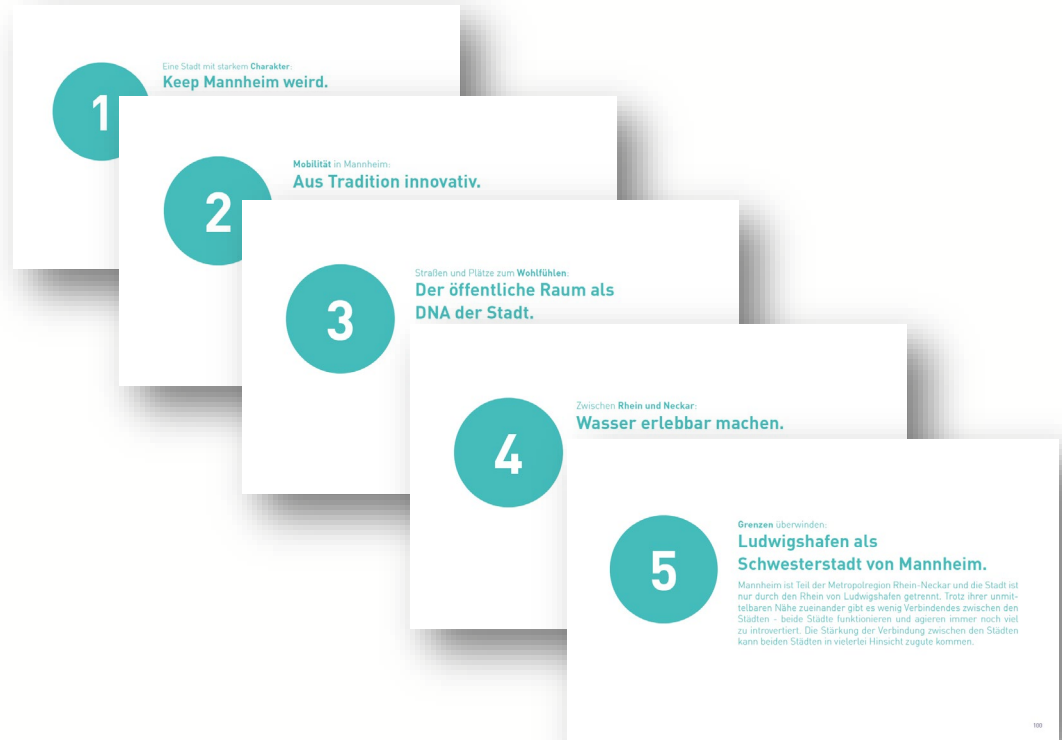 1
Eine Stadt mit starkem Charakter:
Keep Mannheim weird.
2
Mobilität in Mannheim:
Aus Tradition innovativ.
3
Straßen und Plätze zum Wohlfühlen:
Der öffentliche Raum als
DNA der Stadt.
4
Zwischen Rhein und Neckar:
Wasser erlebbar machen.
5
Grenzen überwinden:
Ludwigshafen als
Schwesterstadt von Mannheim.
Mannheim ist Teil der Metropolregion Rhein-Neckar und die Stadt ist
nur durch den Rhein von Ludwigshafen getrennt. Trotz ihrer unmit-
telbaren Nähe zueinander gibt es wenig Verbindendes zwischen den
Städten - beide Städte funktionieren und agieren immer noch viel
zu introvertiert. Die Stärkung der Verbindung zwischen den Städten
kann beiden Städten in vielerlei Hinsicht zugute kommen.
100